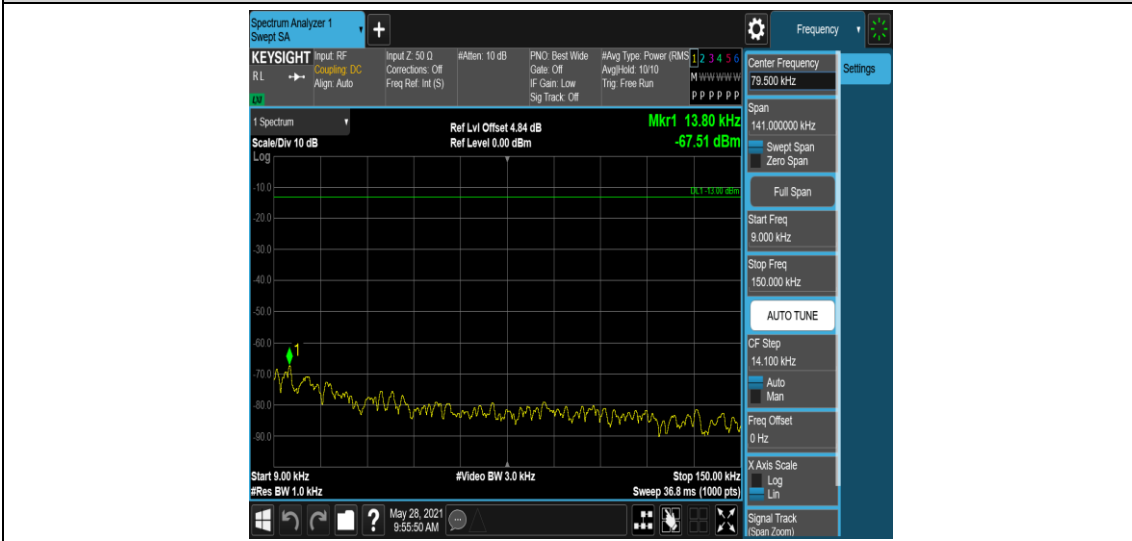 Spectrum Analyzer 1
Swept SA
+
Frequency
KEYSIGHT
RL
LXI
Input: RF
Coupling: DC
Align: Auto
Input Z: 50 Ω
Corrections: Off
Freq Ref: Int (S)
#Atten: 10 dB
PNO: Best Wide
Gate: Off
IF Gain: Low
Sig Track: Off
#Avg Type: Power (RMS
Avg|Hold: 10/10
Trig: Free Run
1 2 3 4 5 6
M W W W W W
P P P P P P
1 Spectrum
Scale/Div 10 dB
Log
Ref Lvl Offset 4.84 dB
Ref Level 0.00 dBm
Mkr1 13.80 kHz
-67.51 dBm
DL1 -13.00 dBm
-10.0
-20.0
-30.0
-40.0
-50.0
-60.0
-70.0
-80.0
-90.0
1
Start 9.00 kHz
#Res BW 1.0 kHz
#Video BW 3.0 kHz
Stop 150.00 kHz
Sweep 36.8 ms (1000 pts)
?
May 28, 2021
9:55:50 AM
Center Frequency
79.500 kHz
Span
141.000000 kHz
Swept Span
Zero Span
Full Span
Start Freq
9.000 kHz
Stop Freq
150.000 kHz
AUTO TUNE
CF Step
14.100 kHz
Auto
Man
Freq Offset
0 Hz
X Axis Scale
Log
Lin
Signal Track
(Span Zoom)
Settings